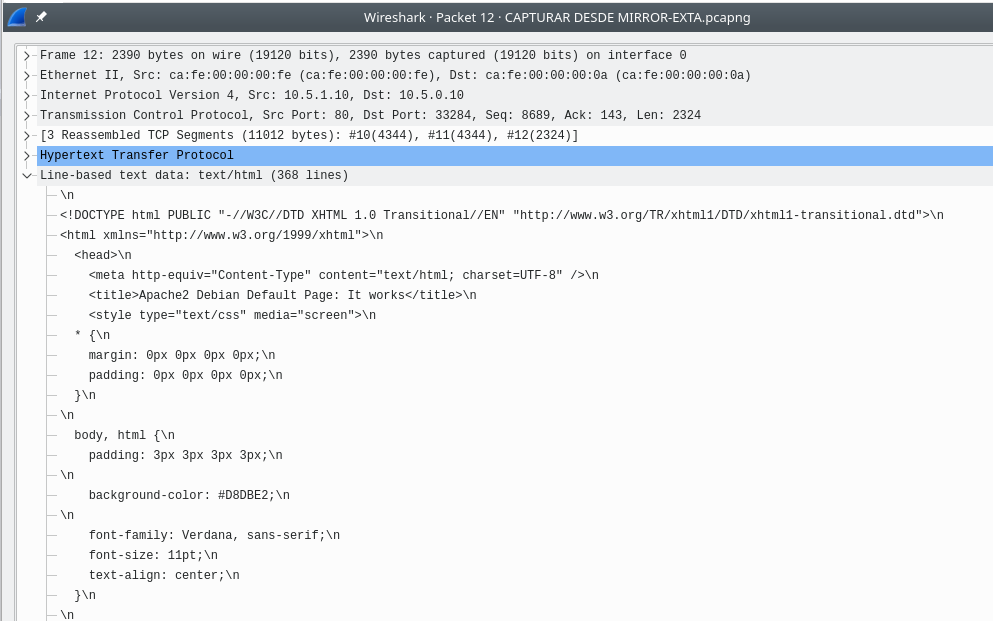 Wireshark · Packet 12 · CAPTURAR DESDE MIRROR-EXTA.pcapng
Frame 12: 2390 bytes on wire (19120 bits), 2390 bytes captured (19120 bits) on interface 0
Ethernet II, Src: ca:fe:00:00:00:fe (ca:fe:00:00:00:fe), Dst: ca:fe:00:00:00:0a (ca:fe:00:00:00:0a)
Internet Protocol Version 4, Src: 10.5.1.10, Dst: 10.5.0.10
Transmission Control Protocol, Src Port: 80, Dst Port: 33284, Seq: 8689, Ack: 143, Len: 2324
[3 Reassembled TCP Segments (11012 bytes): #10(4344), #11(4344), #12(2324)]
Hypertext Transfer Protocol
Line-based text data: text/html (368 lines)
\n
<!DOCTYPE html PUBLIC "-//W3C//DTD XHTML 1.0 Transitional//EN" "http://www.w3.org/TR/xhtml1/DTD/xhtml1-transitional.dtd">\n
<html xmlns="http://www.w3.org/1999/xhtml">\n
  <head>\n
    <meta http-equiv="Content-Type" content="text/html; charset=UTF-8" />\n
    <title>Apache2 Debian Default Page: It works</title>\n
    <style type="text/css" media="screen">\n
  * {\n
    margin: 0px 0px 0px 0px;\n
    padding: 0px 0px 0px 0px;\n
  }\n
\n
  body, html {\n
    padding: 3px 3px 3px 3px;\n
\n
    background-color: #D8DBE2;\n
\n
    font-family: Verdana, sans-serif;\n
    font-size: 11pt;\n
    text-align: center;\n
  }\n
\n